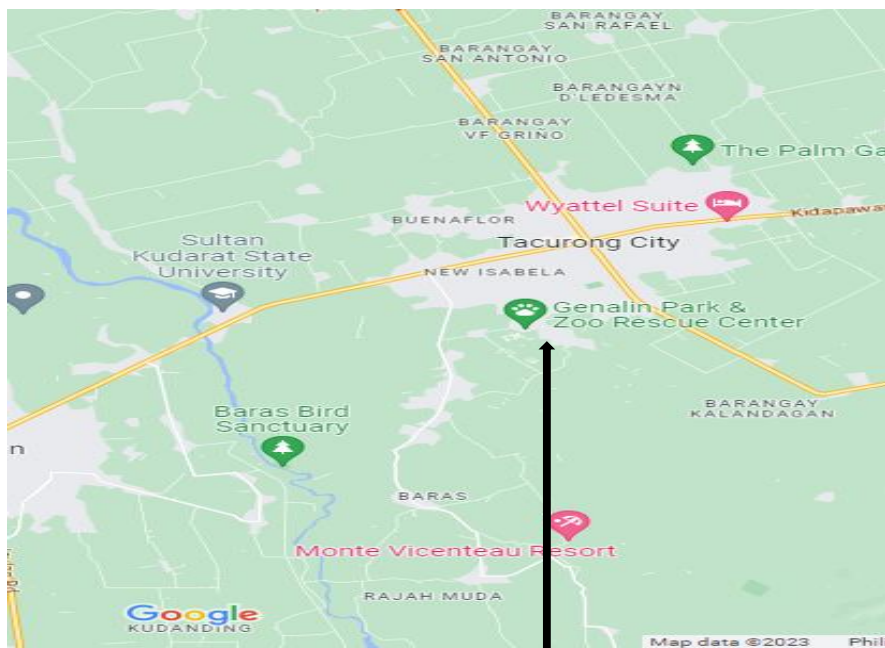 BARANGAY
SAN RAFAEL
BARANGAY
SAN ANTONIO
BARANGAYN
D'LEDESMA
BARANGAY
VF GRIÑO
The Palm Ga
Wyattel Suite
Kidapawa
BUENAFLOR
Sultan
Kudarat State
University
Tacurong City
NEW ISABELA
Genalin Park &
Zoo Rescue Center
BARANGAY
KALANDAGAN
Baras Bird
Sanctuary
n
BARAS
Monte Vicenteau Resort
RAJAH MUDA
Google
KUDANDING
Map data ©2023
Phil